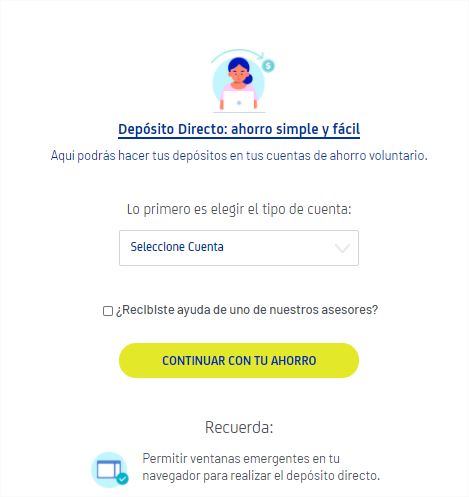 $
Depósito Directo: ahorro simple y fácil
Aquí podrás hacer tus depósitos en tus cuentas de ahorro voluntario.
Lo primero es elegir el tipo de cuenta:
Seleccione Cuenta
¿Recibiste ayuda de uno de nuestros asesores?
CONTINUAR CON TU AHORRO
Recuerda:
Permitir ventanas emergentes en tu
navegador para realizar el depósito directo.